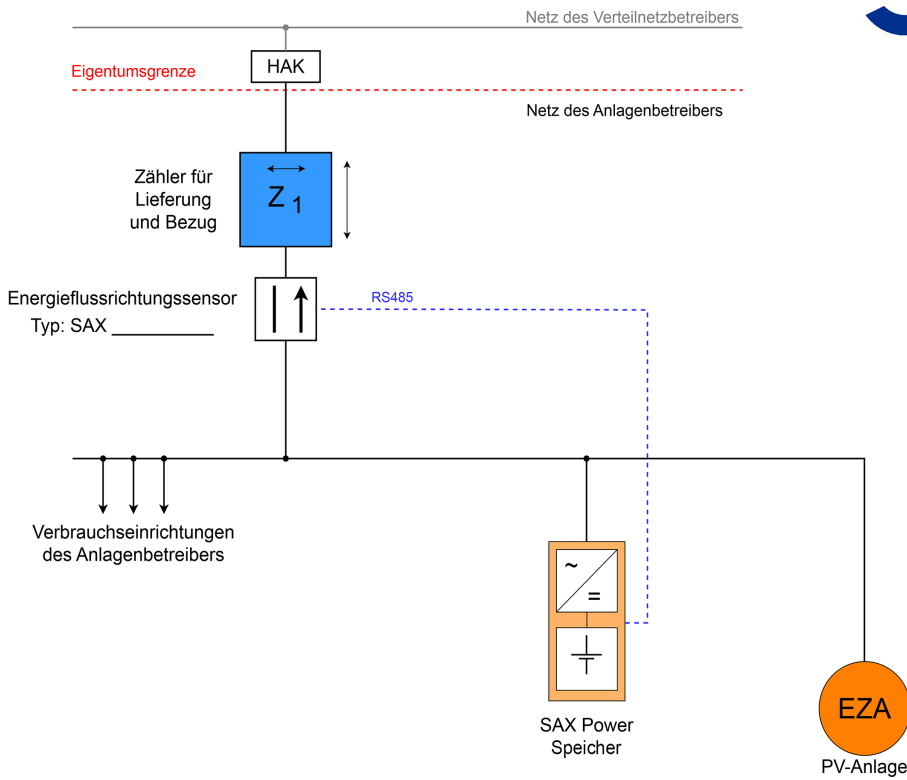 Netz des Verteilnetzbetreibers
HAK
Eigentumsgrenze
Netz des Anlagenbetreibers
Zähler für
Lieferung
und Bezug
Z 1
Energieflussrichtungssensor
Typ: SAX ___________
RS485
Verbrauchseinrichtungen
des Anlagenbetreibers
~
=
SAX Power
Speicher
EZA
PV-Anlage